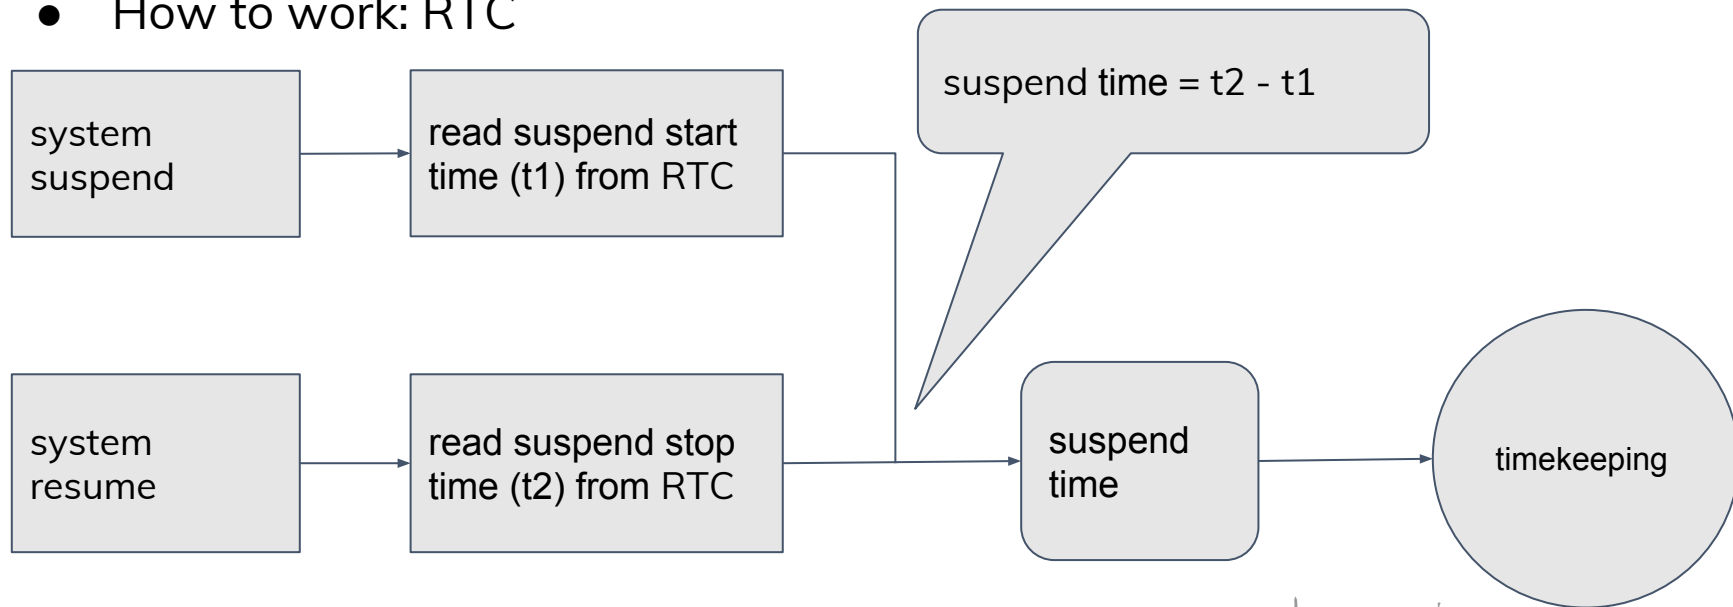 ● How to work: RTC
suspend time = t2 - t1
system
suspend
read suspend start
time (t1) from RTC
system
resume
read suspend stop
time (t2) from RTC
suspend
time
timekeeping